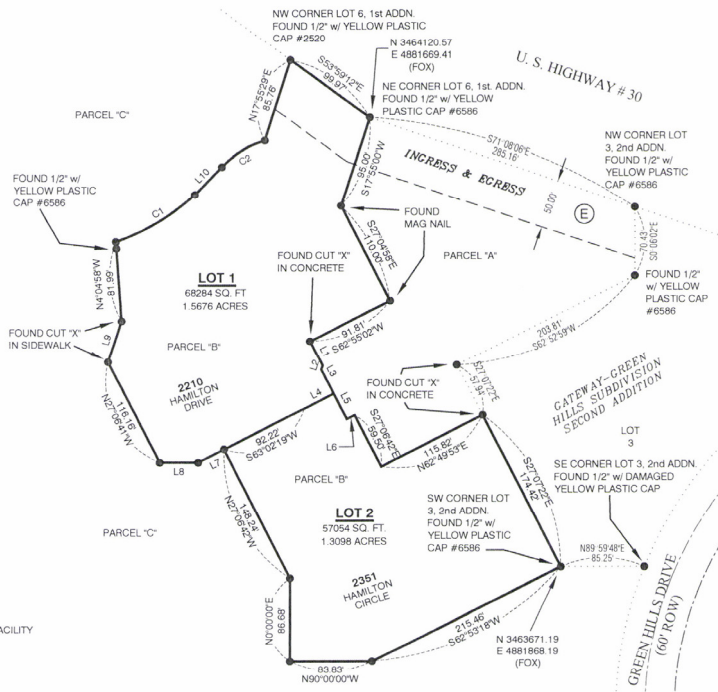 NW CORNER LOT 6, 1st ADDN.
FOUND 1/2" w/ YELLOW PLASTIC
CAP #2520
N 3464120.57
E 4881669.41
(FOX)
U. S. HIGHWAY # 30
S53°59'12"E
99.97'
N17°55'29"E
85.76'
NE CORNER LOT 6, 1st. ADDN.
FOUND 1/2" w/ YELLOW
PLASTIC CAP #6586
PARCEL "C"
NW CORNER LOT
3, 2nd ADDN.
FOUND 1/2" w/
YELLOW PLASTIC
CAP #6586
S71°08'06"E
285.16'
INGRESS & EGRESS
95.00'
S17°55'00"W
C2
L10
C1
50.00'
E
FOUND 1/2" w/
YELLOW PLASTIC
CAP #6586
FOUND
MAG NAIL
70.43'
S0°06'02"E
S27°04'58"E
110.00'
FOUND CUT "X"
IN CONCRETE
PARCEL "A"
N4°04'58"W
81.99'
LOT 1
68284 SQ. FT
1.5676 ACRES
FOUND 1/2"
w/ YELLOW
PLASTIC CAP
#6586
FOUND CUT "X"
IN SIDEWALK
L9
PARCEL "B"
91.81'
S62°55'02"W
L1
L2
L3
203.81'
S62°52'59"W
2210
HAMILTON
DRIVE
L4
L5
FOUND CUT "X"
IN CONCRETE
S27°07'22"E
57.94'
GATEWAY-GREEN
HILLS SUBDIVISION
SECOND ADDITION
LOT
3
116.16'
N27°06'41"W
92.22'
S63°02'19"W
L6
S27°06'42"E
59.50'
115.82'
N62°49'53"E
L8
L7
PARCEL "B"
S27°07'22"E
174.42'
SE CORNER LOT 3, 2nd ADDN.
FOUND 1/2" w/ DAMAGED
YELLOW PLASTIC CAP
148.24'
N27°06'42"W
LOT 2
57054 SQ. FT.
1.3098 ACRES
SW CORNER LOT
3, 2nd ADDN.
FOUND 1/2" w/
YELLOW PLASTIC
CAP #6586
PARCEL "C"
N89°59'48"E
85.25'
2351
HAMILTON
CIRCLE
N0°00'00"E
86.68'
215.46'
S62°53'18"W
GREEN HILLS DRIVE
(60' ROW)
ACILITY
83.83'
N90°00'00"W
N 3463671.19
E 4881868.19
(FOX)